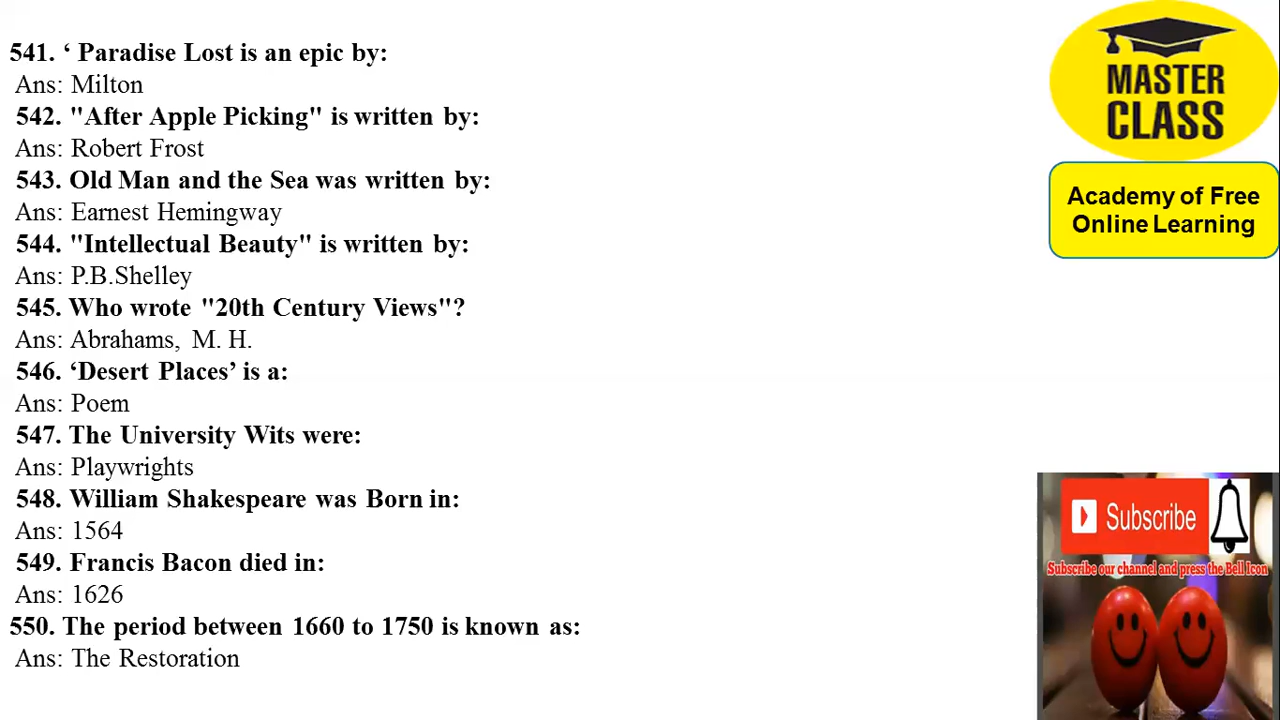 541. ‘ Paradise Lost is an epic by:
Ans: Milton
542. "After Apple Picking" is written by:
Ans: Robert Frost
543. Old Man and the Sea was written by:
Ans: Earnest Hemingway
544. "Intellectual Beauty" is written by:
Ans: P.B.Shelley
545. Who wrote "20th Century Views"?
Ans: Abrahams, M. H.
546. ‘Desert Places’ is a:
Ans: Poem
547. The University Wits were:
Ans: Playwrights
548. William Shakespeare was Born in:
Ans: 1564
549. Francis Bacon died in:
Ans: 1626
550. The period between 1660 to 1750 is known as:
Ans: The Restoration
MASTER
CLASS
Academy of Free
Online Learning
Subscribe
Subscribe our channel and press the Bell Icon